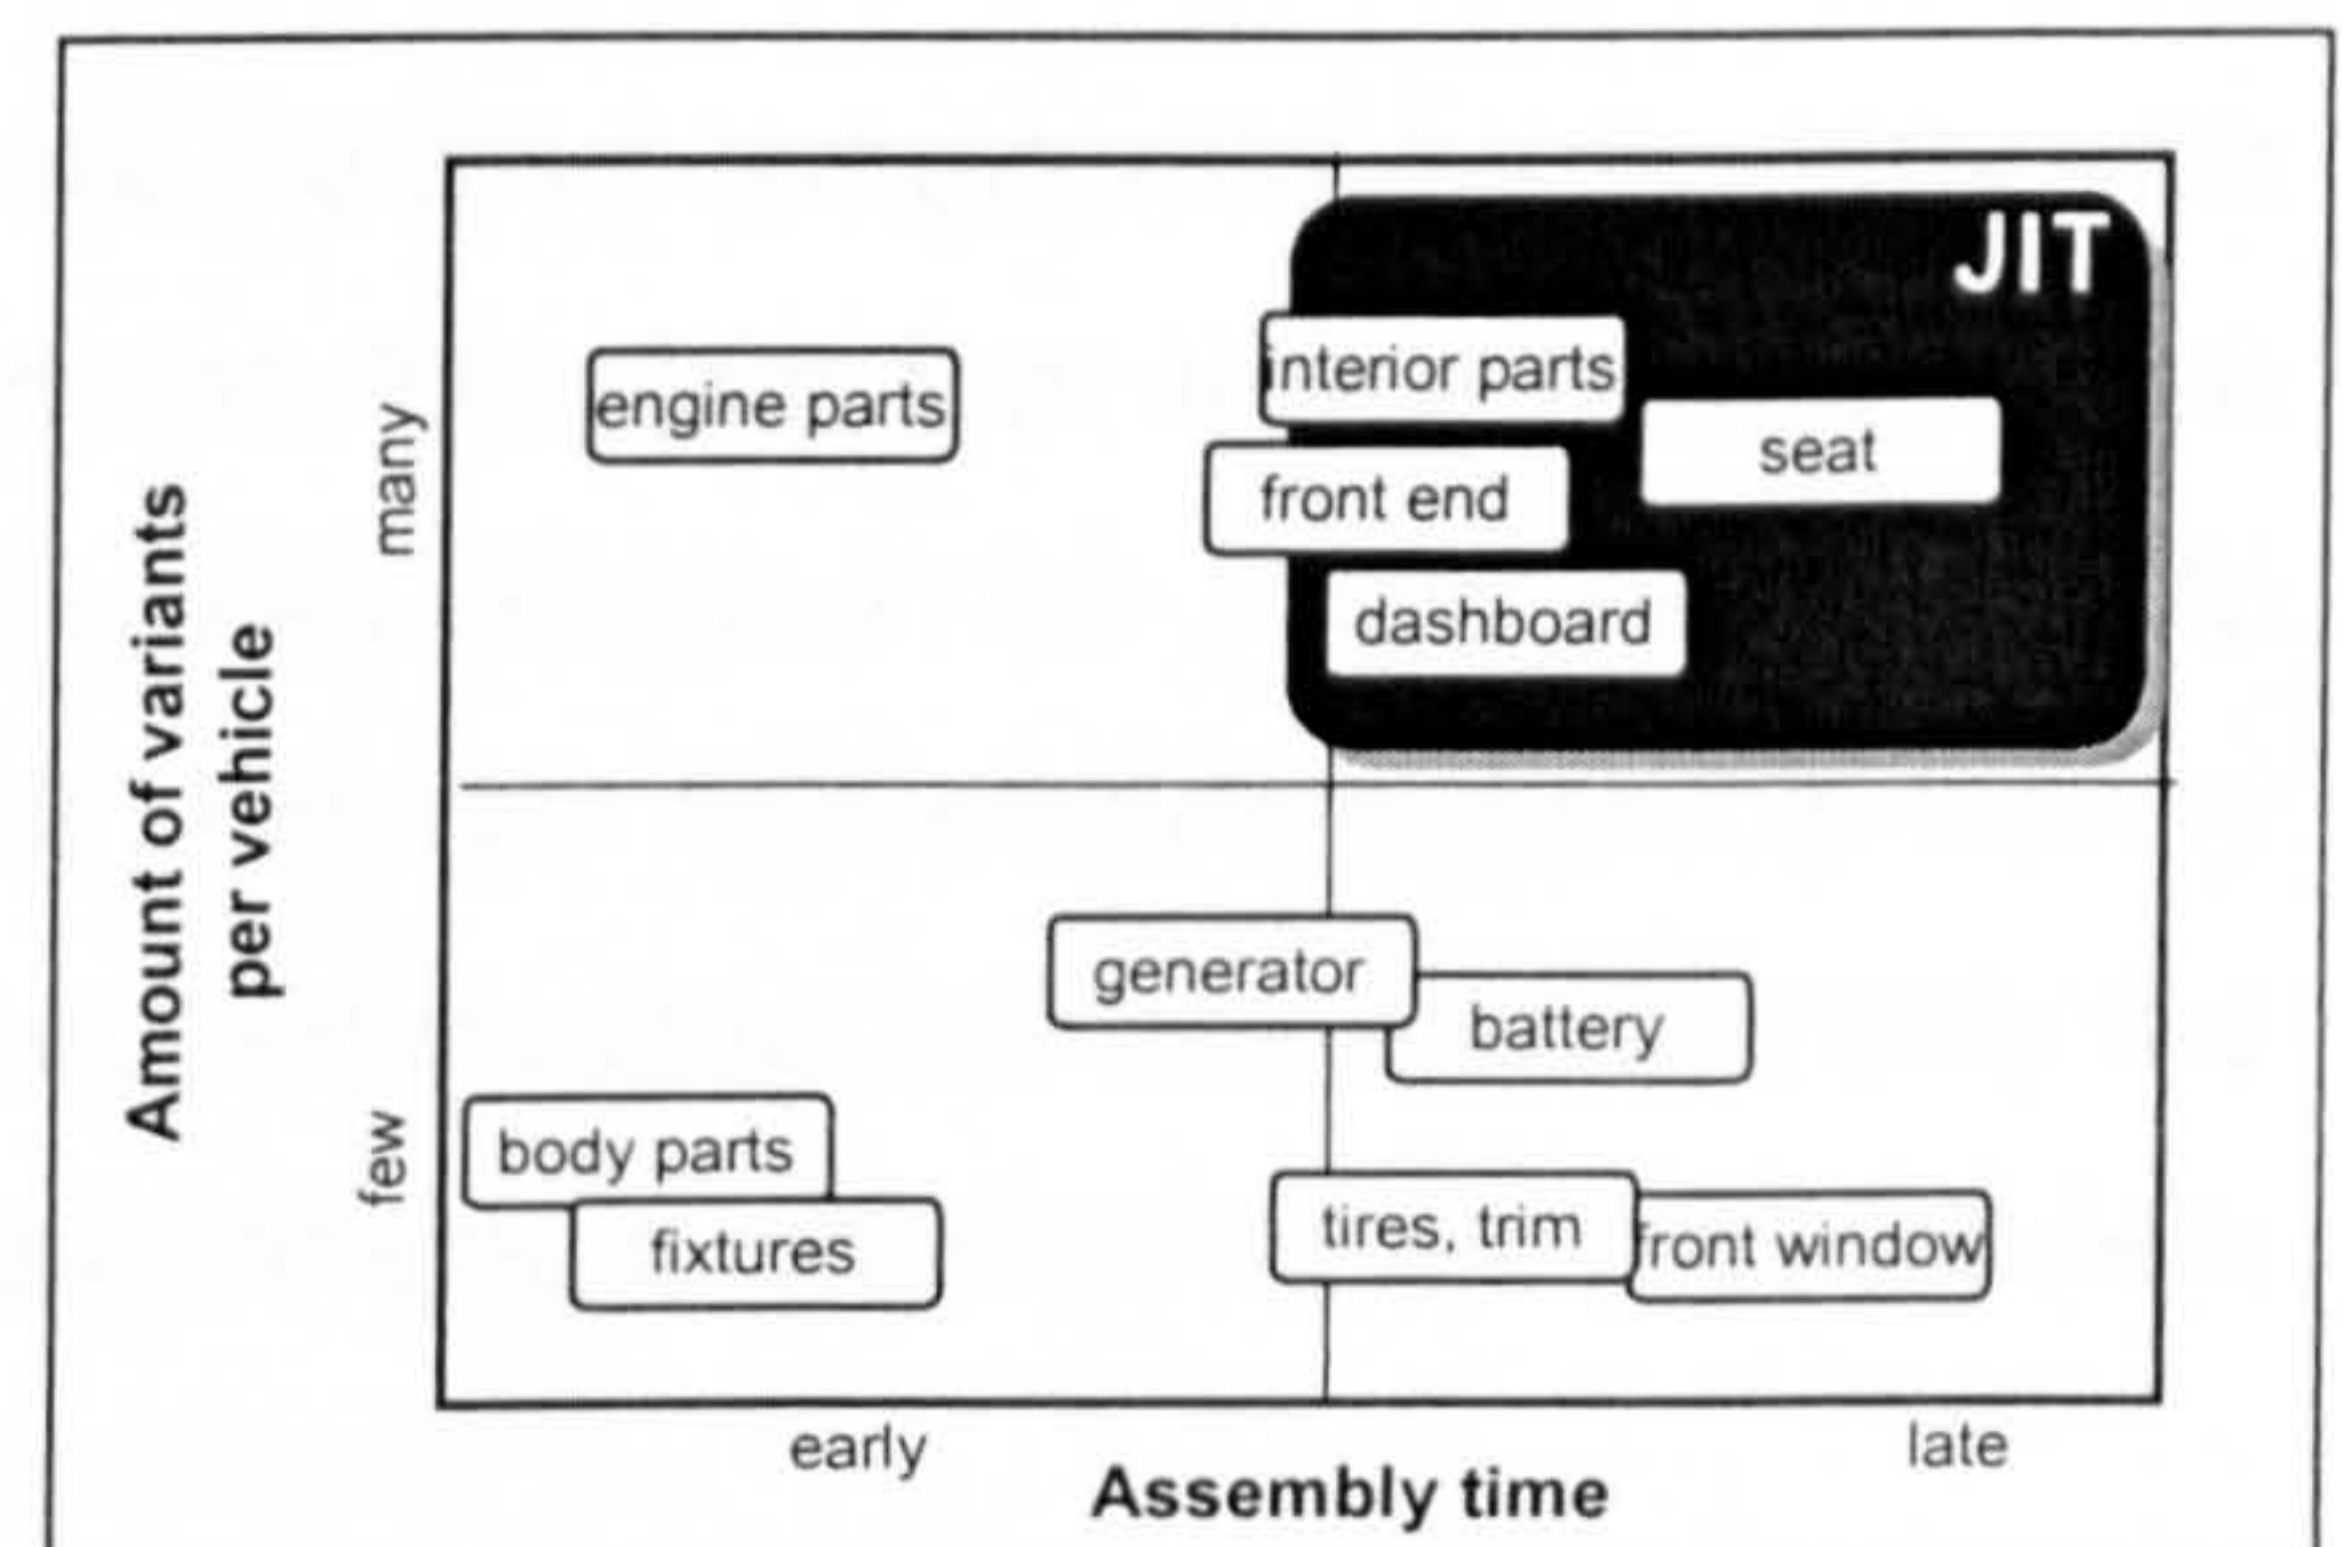 JIT
interior parts
engine parts
seat
front end
dashboard
many
Amount of variants
per vehicle
generator
battery
few
body parts
tires, trim
front window
fixtures
early
late
Assembly time